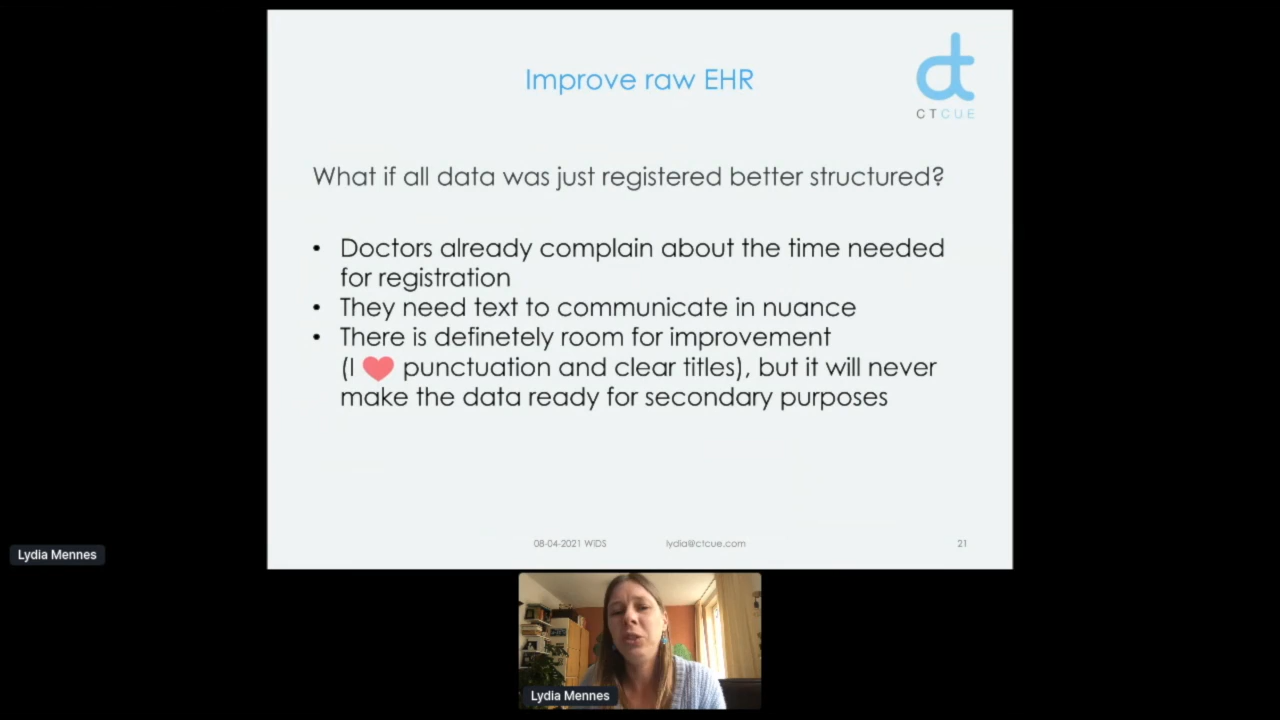 Improve raw EHR
CTCUE
What if all data was just registered better structured?
• Doctors already complain about the time needed
for registration
• They need text to communicate in nuance
• There is definetely room for improvement
(I ❤ punctuation and clear titles), but it will never
make the data ready for secondary purposes
08-04-2021 WiDS lydia@ctcue.com 21
Lydia Mennes
Lydia Mennes